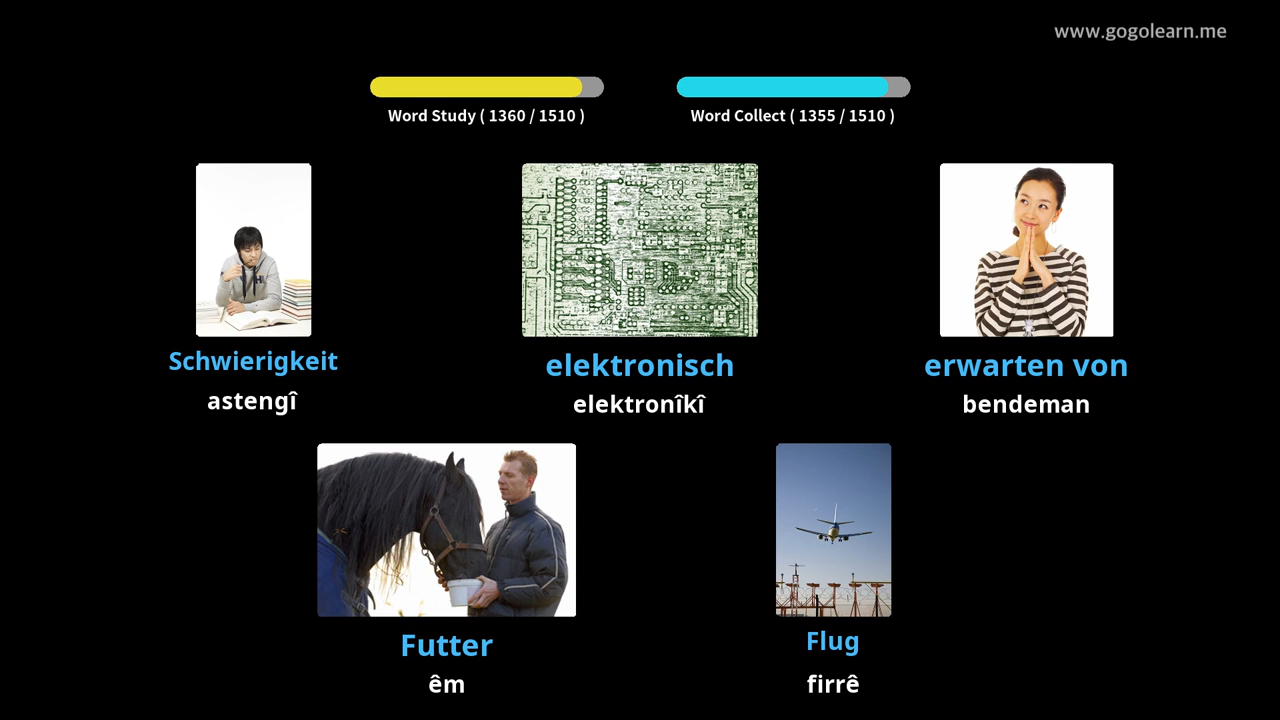 www.gogolearn.me
Word Study ( 1360 / 1510 )
Word Collect ( 1355 / 1510 )
Schwierigkeit
astengî
elektronisch
elektronîkî
erwarten von
bendeman
Futter
êm
Flug
firrê